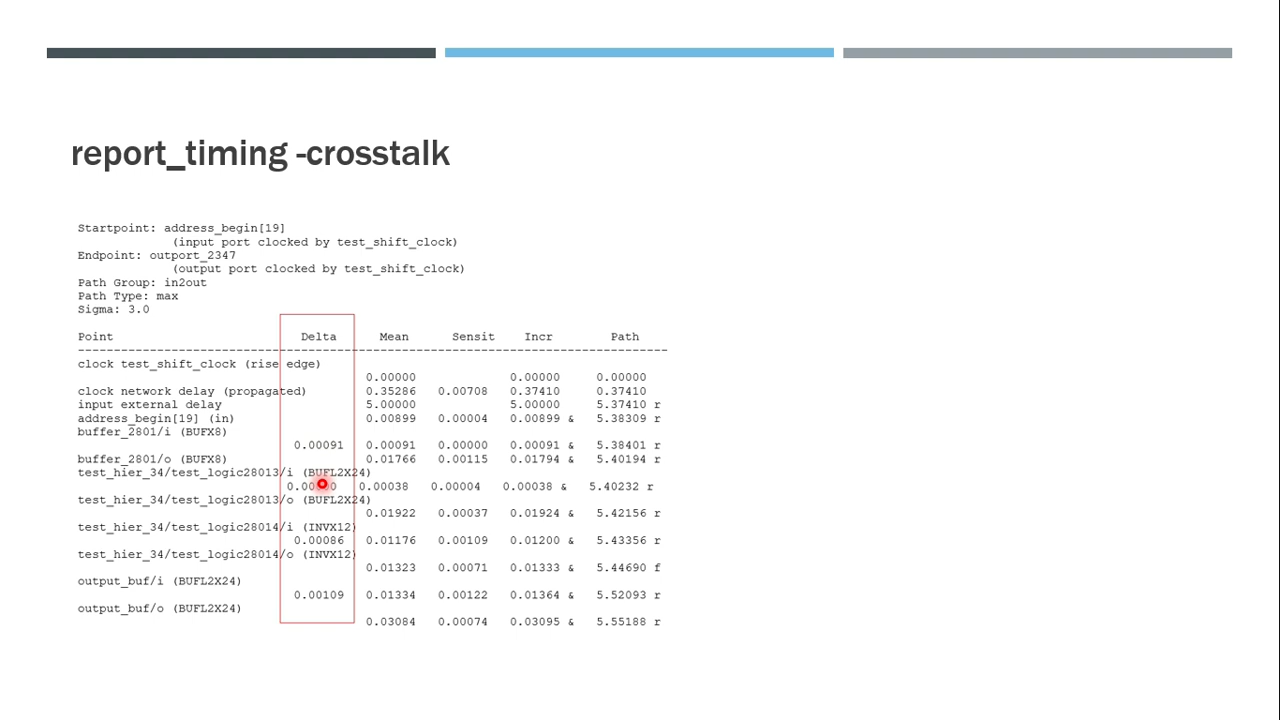 report_timing -crosstalk
Startpoint: address_begin[19]
(input port clocked by test_shift_clock)
Endpoint: outport_2347
(output port clocked by test_shift_clock)
Path Group: in2out
Path Type: max
Sigma: 3.0
Point Delta Mean Sensit Incr Path
--------------------------------------------------------------------------------
clock test_shift_clock (rise edge)
0.00000 0.00000 0.00000
clock network delay (propagated) 0.35286 0.00708 0.37410 0.37410
input external delay 5.00000 5.00000 5.37410 r
address_begin[19] (in) 0.00899 0.00004 0.00899 & 5.38309 r
buffer_2801/i (BUFX8)
0.00091 0.00091 0.00000 0.00091 & 5.38401 r
buffer_2801/o (BUFX8) 0.01766 0.00115 0.01794 & 5.40194 r
test_hier_34/test_logic28013/i (BUFL2X24)
0.00038 0.00004 0.00038 & 5.40232 r
test_hier_34/test_logic28013/o (BUFL2X24)
0.01922 0.00037 0.01924 & 5.42156 r
test_hier_34/test_logic28014/i (INVX12)
0.00086 0.01176 0.00109 0.01200 & 5.43356 r
test_hier_34/test_logic28014/o (INVX12)
0.01323 0.00071 0.01333 & 5.44690 f
output_buf/i (BUFL2X24)
0.00109 0.01334 0.00122 0.01364 & 5.52093 r
output_buf/o (BUFL2X24)
0.03084 0.00074 0.03095 & 5.55188 r